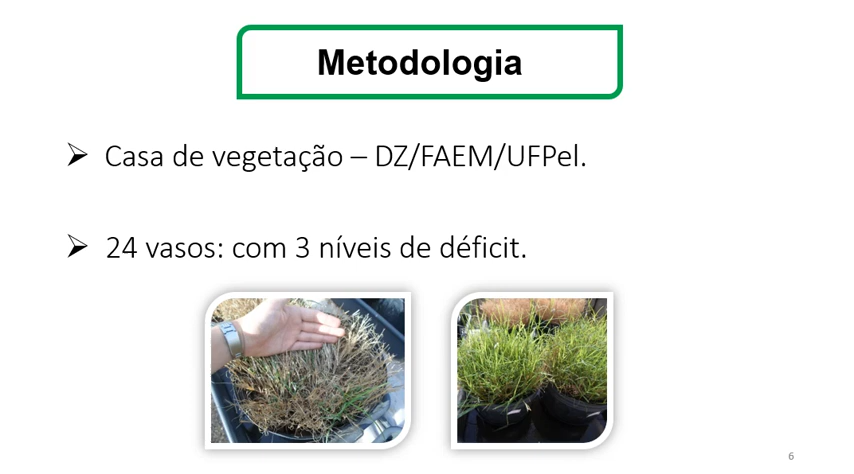 Metodologia
Casa de vegetação – DZ/FAEM/UFPel.
24 vasos: com 3 níveis de déficit.
6